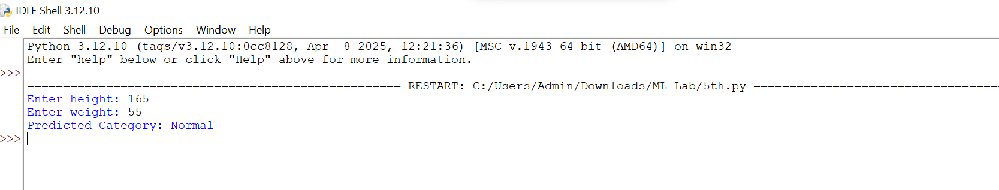 IDLE Shell 3.12.10
File Edit Shell Debug Options Window Help
Python 3.12.10 (tags/v3.12.10:0cc8128, Apr  8 2025, 12:21:36) [MSC v.1943 64 bit (AMD64)] on win32
Enter "help" below or click "Help" above for more information.
>>>
==================================================== RESTART: C:/Users/Admin/Downloads/ML Lab/5th.py ===================================
Enter height: 165
Enter weight: 55
Predicted Category: Normal
>>>